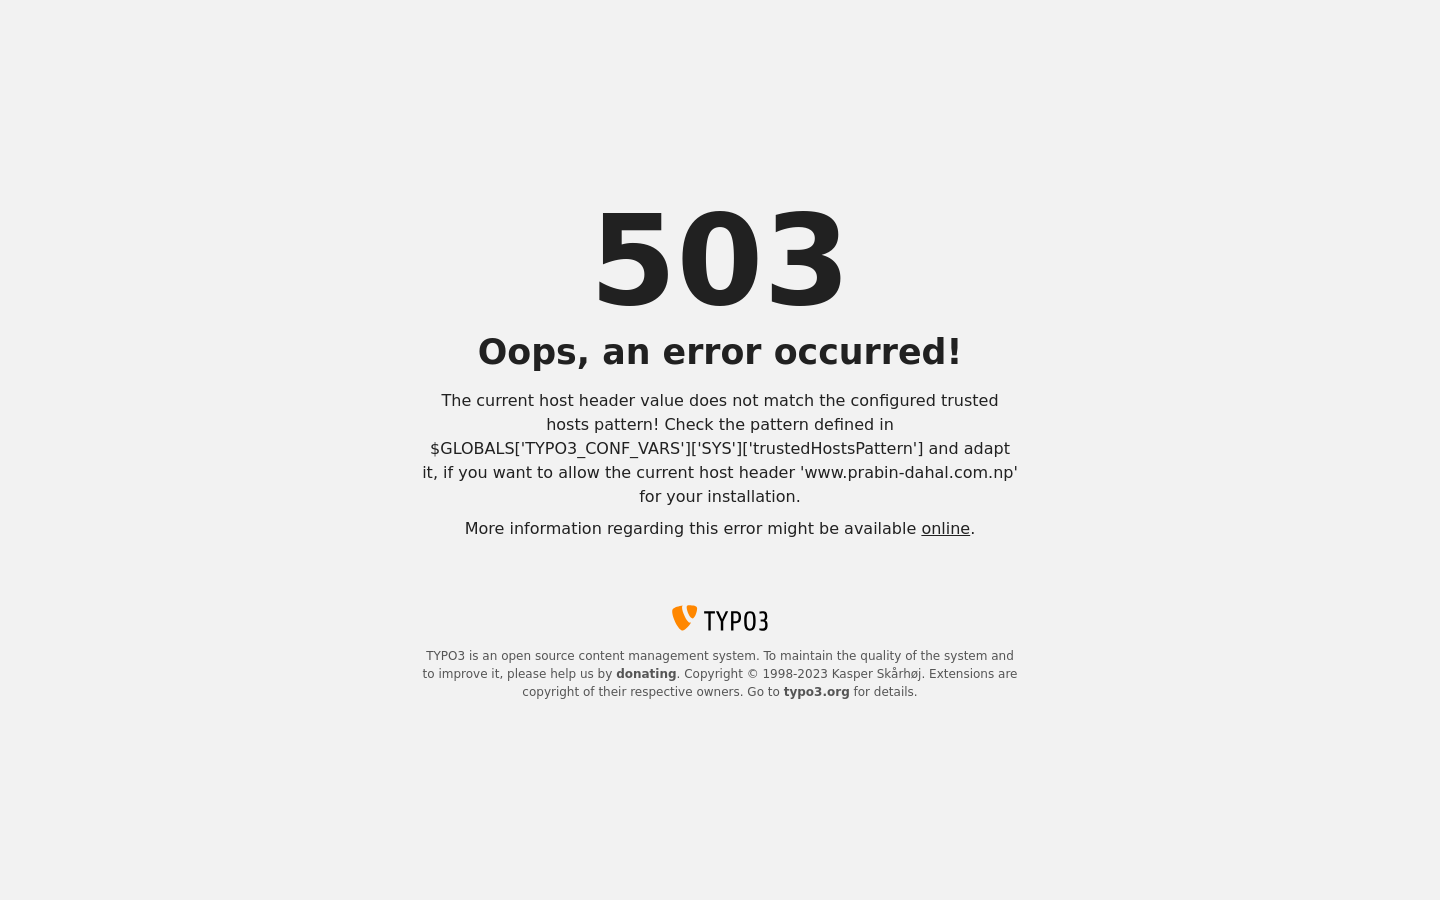 503
Oops, an error occurred!
The current host header value does not match the configured trusted
hosts pattern! Check the pattern defined in
$GLOBALS['TYPO3_CONF_VARS']['SYS']['trustedHostsPattern'] and adapt
it, if you want to allow the current host header 'www.prabin-dahal.com.np'
for your installation.
More information regarding this error might be available online.
TYPO3
TYPO3 is an open source content management system. To maintain the quality of the system and
to improve it, please help us by donating. Copyright © 1998-2023 Kasper Skårhøj. Extensions are
copyright of their respective owners. Go to typo3.org for details.